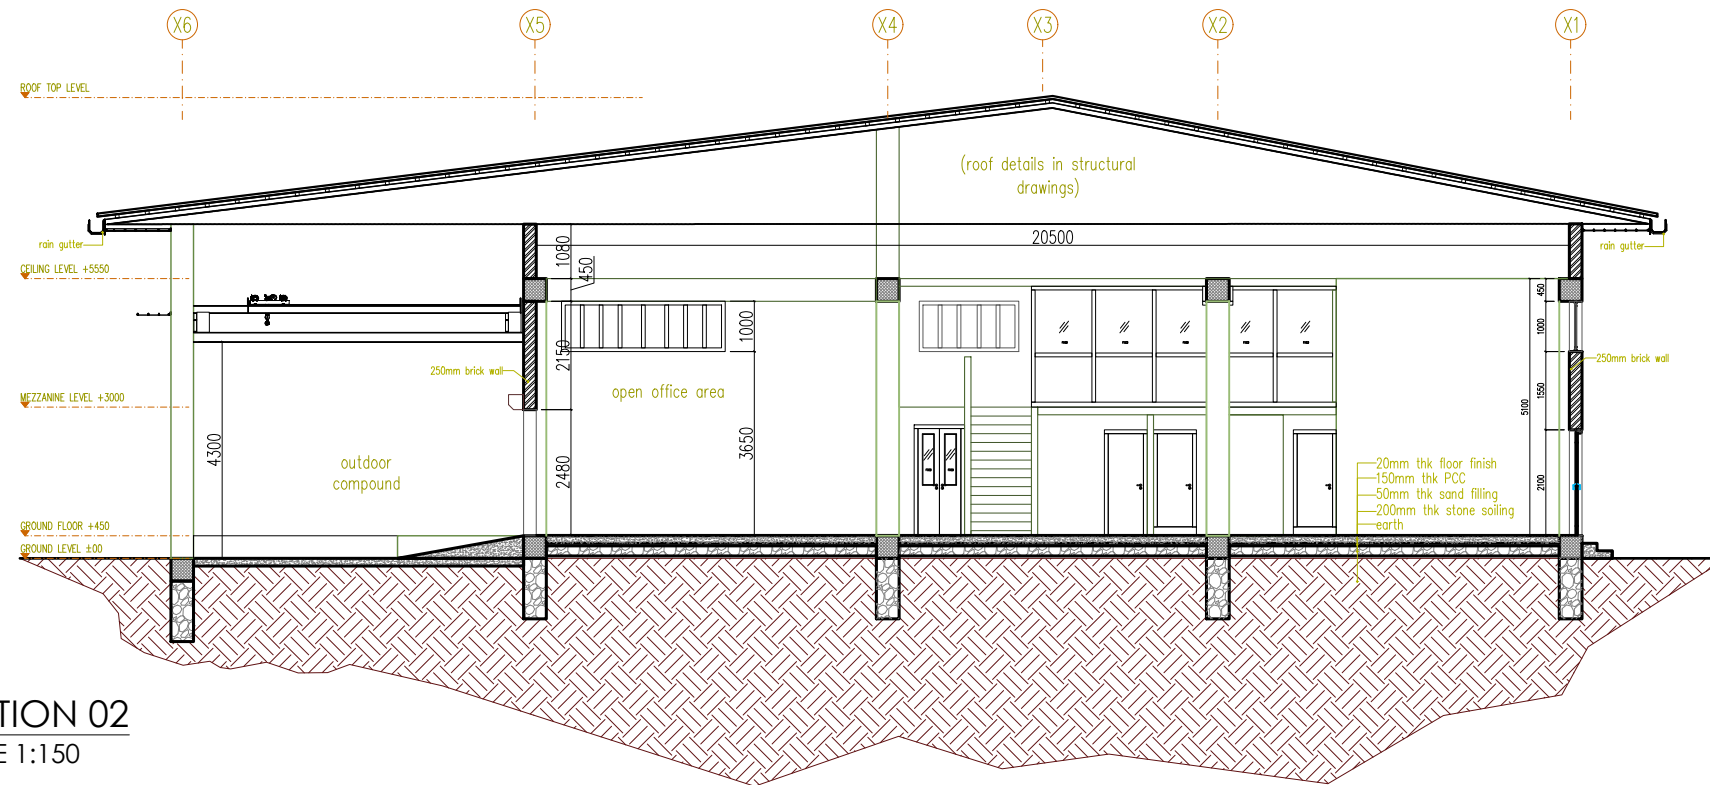 X6
X5
X4
X3
X2
X1
ROOF TOP LEVEL
(roof details in structural
drawings)
rain gutter
20500
rain gutter
1080
CEILING LEVEL +5550
450
450
1000
1000
2150
250mm brick wall
250mm brick wall
open office area
MEZZANINE LEVEL +3000
1550
5100
4300
3650
outdoor
compound
2480
2100
20mm thk floor finish
150mm thk PCC
50mm thk sand filling
200mm thk stone soiling
earth
GROUND FLOOR +450
GROUND LEVEL ±00
TION 02
E 1:150